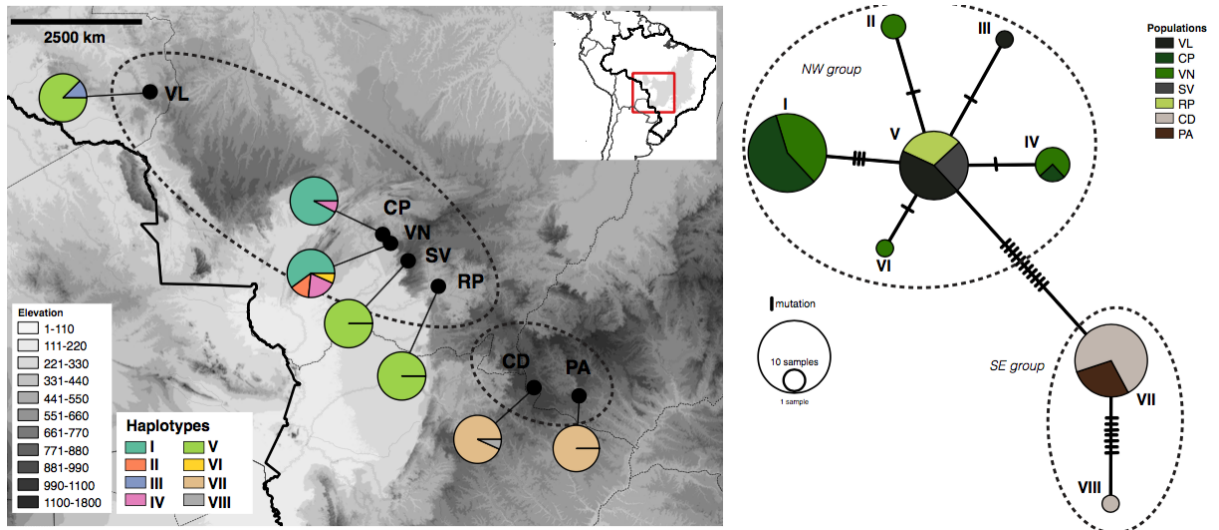 2500 km
VL
CP
VN
SV
RP
CD
PA
Elevation
1-110
111-220
221-330
331-440
441-550
551-660
661-770
771-880
881-990
990-1100
1100-1800
Haplotypes
I V
II VI
III VII
IV VIII
II
III
NW group
I
V
IV
VI
mutation
10 samples
1 sample
SE group
VII
VIII
Populations
VL
CP
VN
SV
RP
CD
PA